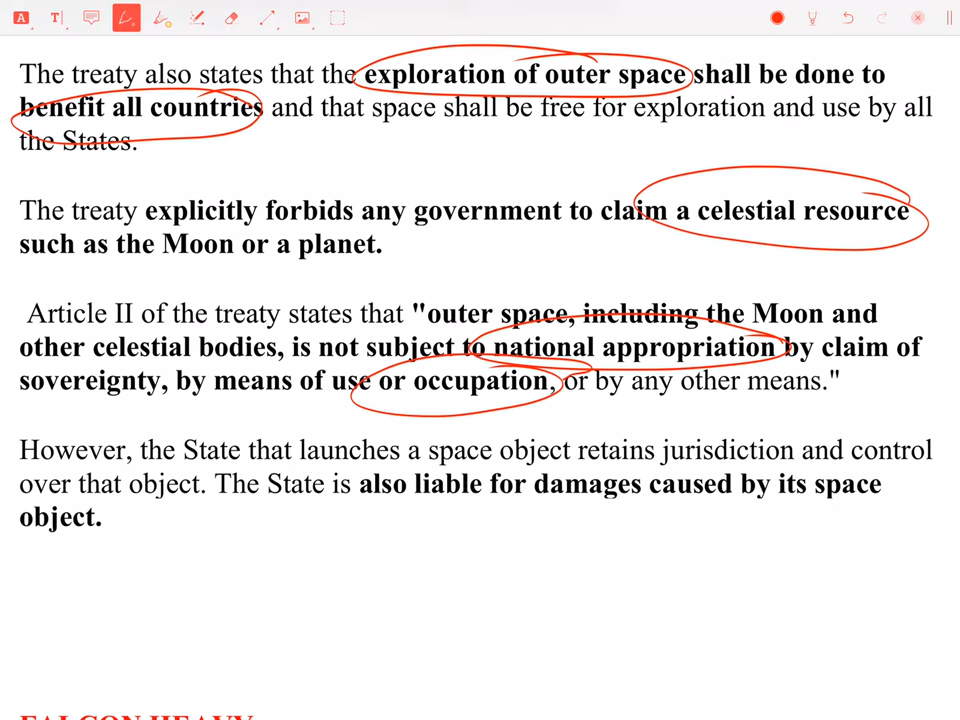 The treaty also states that the exploration of outer space shall be done to
benefit all countries and that space shall be free for exploration and use by all
the States.
The treaty explicitly forbids any government to claim a celestial resource
such as the Moon or a planet.
Article II of the treaty states that "outer space, including the Moon and
other celestial bodies, is not subject to national appropriation by claim of
sovereignty, by means of use or occupation, or by any other means."
However, the State that launches a space object retains jurisdiction and control
over that object. The State is also liable for damages caused by its space
object.
FALCON HEAVY